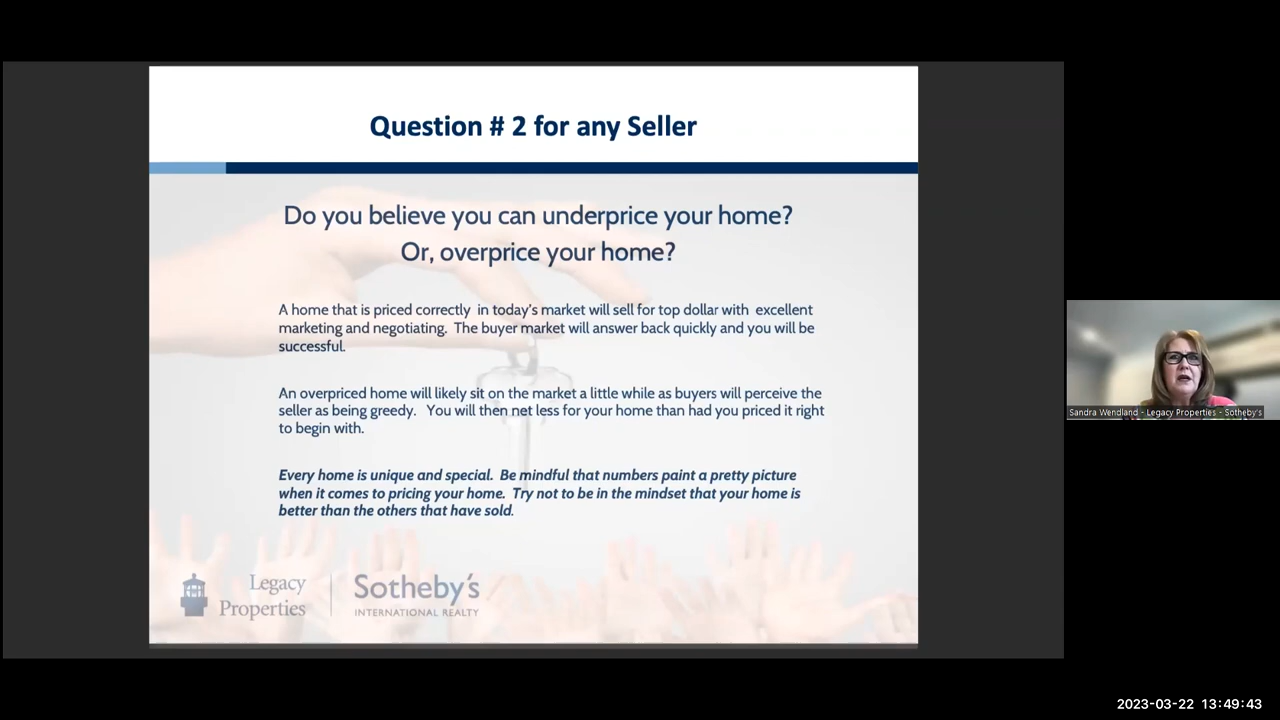 Question # 2 for any Seller
Do you believe you can underprice your home?
Or, overprice your home?
A home that is priced correctly in today's market will sell for top dollar with excellent
marketing and negotiating. The buyer market will answer back quickly and you will be
successful.
An overpriced home will likely sit on the market a little while as buyers will perceive the
seller as being greedy. You will then net less for your home than had you priced it right
to begin with.
Every home is unique and special. Be mindful that numbers paint a pretty picture
when it comes to pricing your home. Try not to be in the mindset that your home is
better than the others that have sold.
Legacy
Properties
Sotheby's
INTERNATIONAL REALTY
Sandra Wendland - Legacy Properties - Sotheby's
2023-03-22 13:49:43